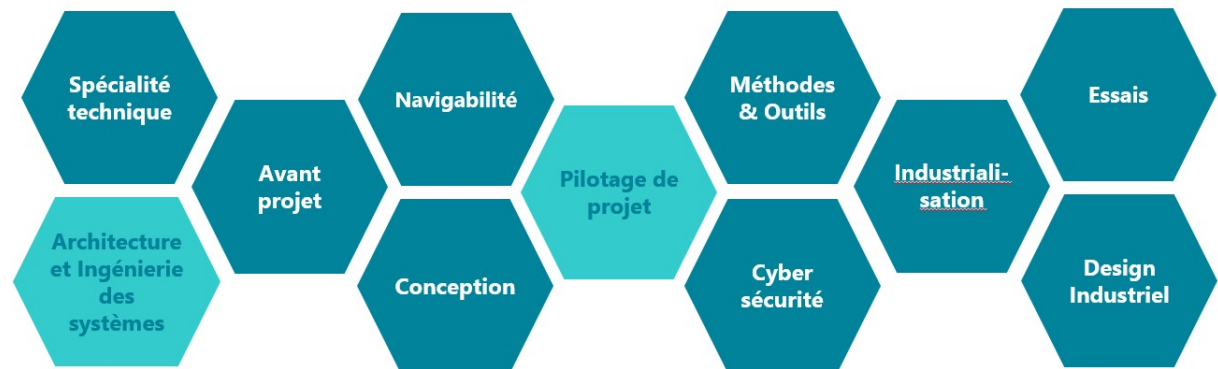 Spécialité
technique
Architecture
et Ingénierie
des
systèmes
Avant
projet
Navigabilité
Conception
Pilotage de
projet
Méthodes
& Outils
Cyber
sécurité
Industriali-
sation
Essais
Design
Industriel